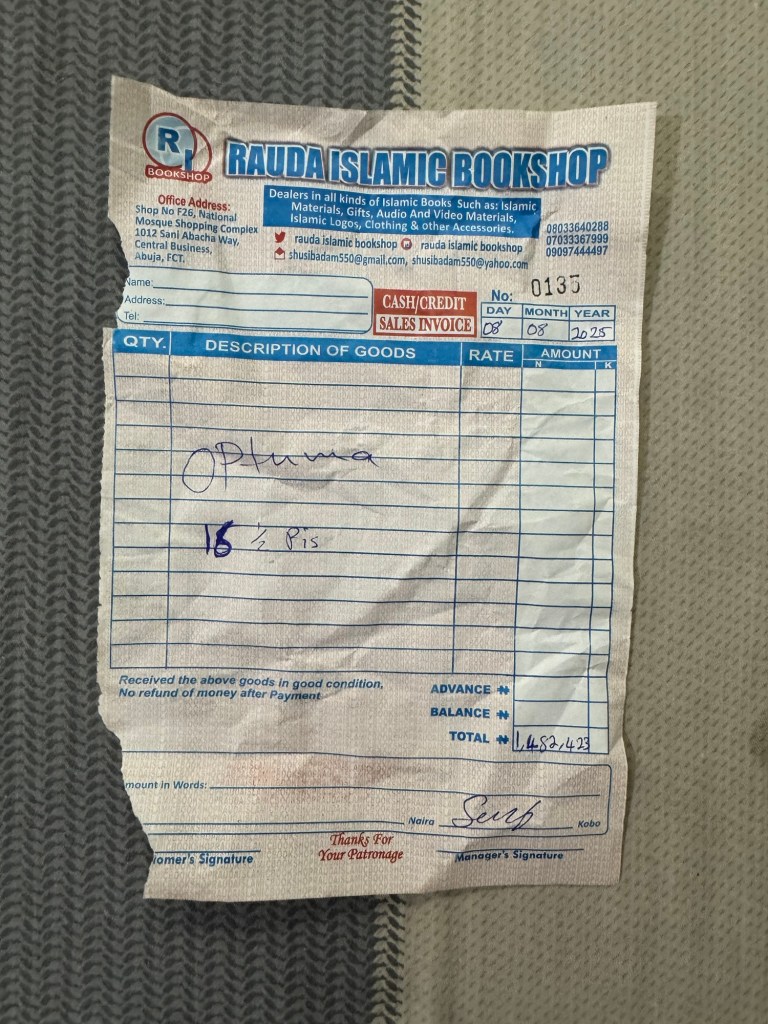 RI
BOOKSHOP
RAUDA ISLAMIC BOOKSHOP
Office Address:
Shop No F26, National
Mosque Shopping Complex
1012 Sani Abacha Way,
Central Business,
Abuja, FCT.
Dealers in all kinds of Islamic Books Such as: Islamic
Materials, Gifts, Audio And Video Materials,
Islamic Logos, Clothing & other Accessories.
rauda islamic bookshop rauda islamic bookshop
shusibadam550@gmail.com, shusibadam550@yahoo.com
08033640288
07033367999
09097444497
Name:
Address:
Tel:
CASH/CREDIT
SALES INVOICE
No: 0135
DAY MONTH YEAR
08 08 2025
QTY. DESCRIPTION OF GOODS RATE AMOUNT
N K
OPtuma
16 ½ Pis
Received the above goods in good condition,
No refund of money after Payment
ADVANCE ₦
BALANCE ₦
TOTAL ₦ 1,482,423
mount in Words:
Naira Kobo
Thanks For
Your Patronage
omer's Signature
Manager's Signature